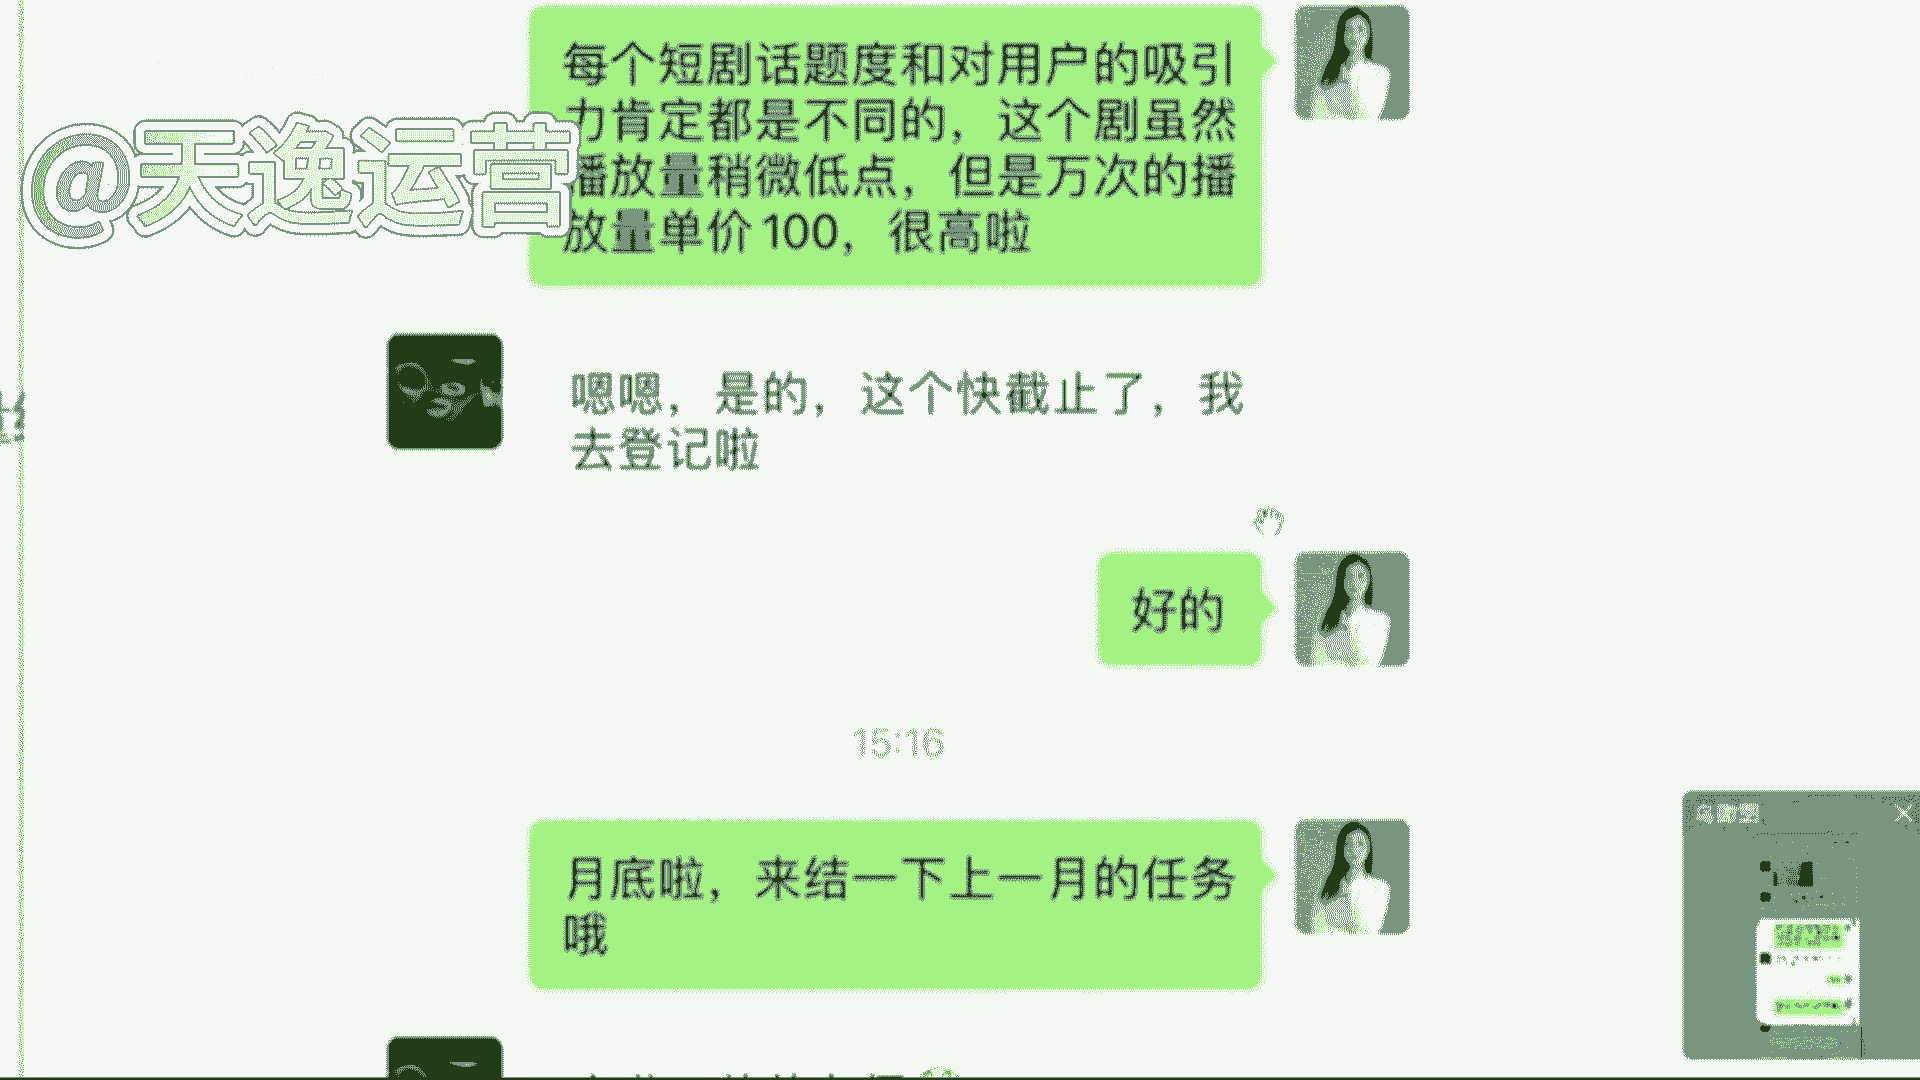 每个短剧话题度和对用户的吸引
力肯定都是不同的，这个剧虽然
播放量稍微低点，但是万次的播
放量单价100，很高啦
@天逸运营
嗯嗯，是的，这个快截止了，我
去登记啦
好的
15:16
月底啦，来结一下上一月的任务
哦